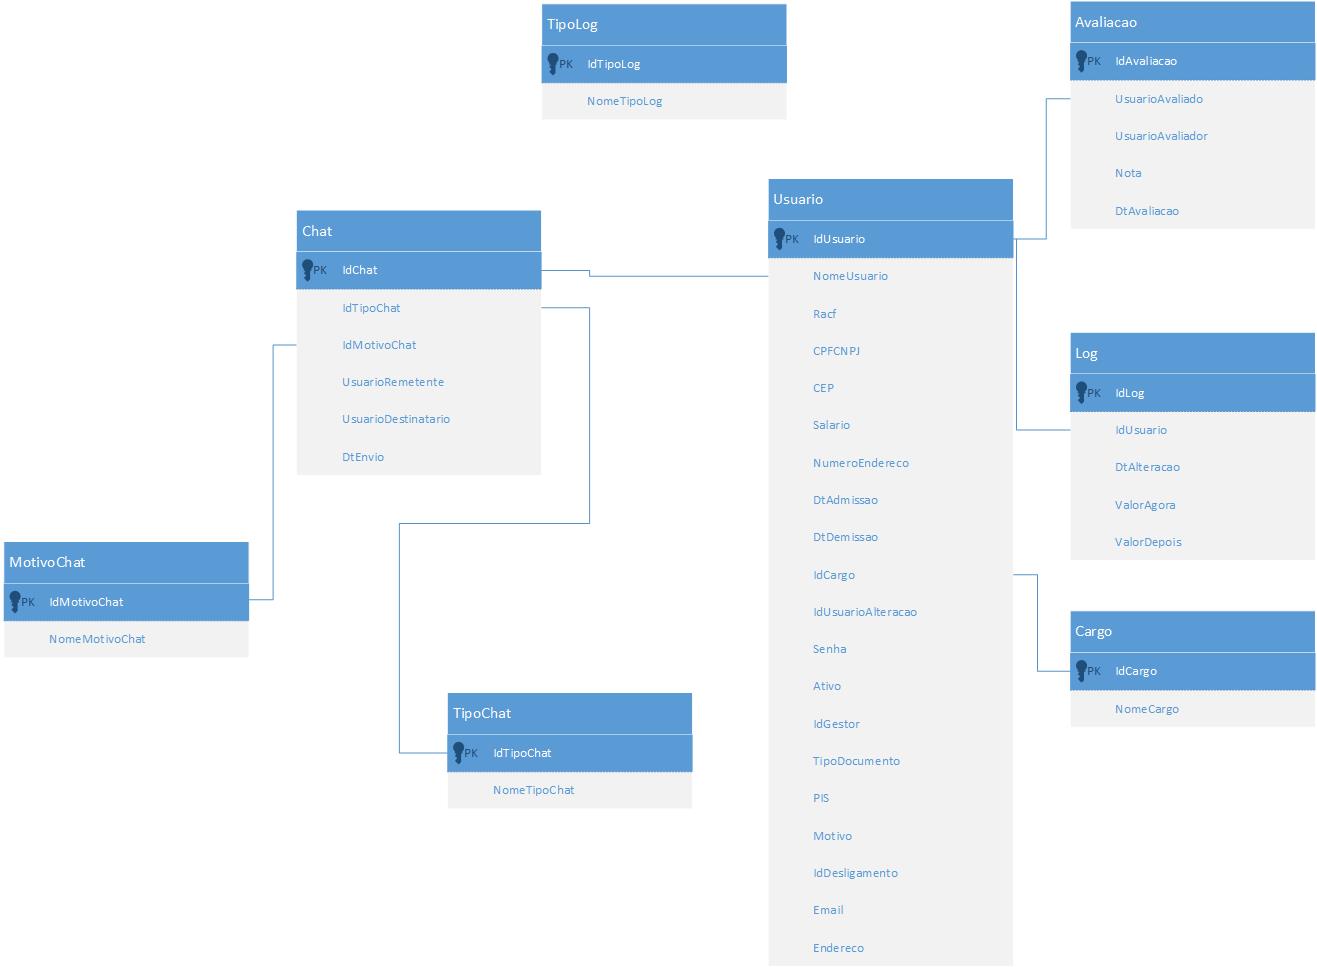 TipoLog
PK IdTipoLog
NomeTipoLog
Avaliacao
PK IdAvaliacao
UsuarioAvaliado
UsuarioAvaliador
Nota
DtAvaliacao
Chat
PK IdChat
IdTipoChat
IdMotivoChat
UsuarioRemetente
UsuarioDestinatario
DtEnvio
Usuario
PK IdUsuario
NomeUsuario
Racf
CPFCNPJ
CEP
Salario
NumeroEndereco
DtAdmissao
DtDemissao
IdCargo
IdUsuarioAlteracao
Senha
Ativo
IdGestor
TipoDocumento
PIS
Motivo
IdDesligamento
Email
Endereco
Log
PK IdLog
IdUsuario
DtAlteracao
ValorAgora
ValorDepois
MotivoChat
PK IdMotivoChat
NomeMotivoChat
Cargo
PK IdCargo
NomeCargo
TipoChat
PK IdTipoChat
NomeTipoChat